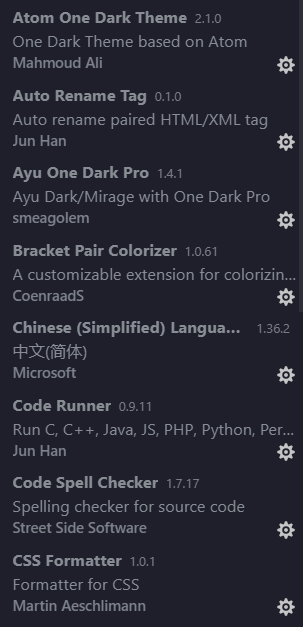 Atom One Dark Theme 2.1.0
One Dark Theme based on Atom
Mahmoud Ali
Auto Rename Tag 0.1.0
Auto rename paired HTML/XML tag
Jun Han
Ayu One Dark Pro 1.4.1
Ayu Dark/Mirage with One Dark Pro
smeagolem
Bracket Pair Colorizer 1.0.61
A customizable extension for colorizin...
CoenraadS
Chinese (Simplified) Langua... 1.36.2
中文(简体)
Microsoft
Code Runner 0.9.11
Run C, C++, Java, JS, PHP, Python, Per...
Jun Han
Code Spell Checker 1.7.17
Spelling checker for source code
Street Side Software
CSS Formatter 1.0.1
Formatter for CSS
Martin Aeschlimann